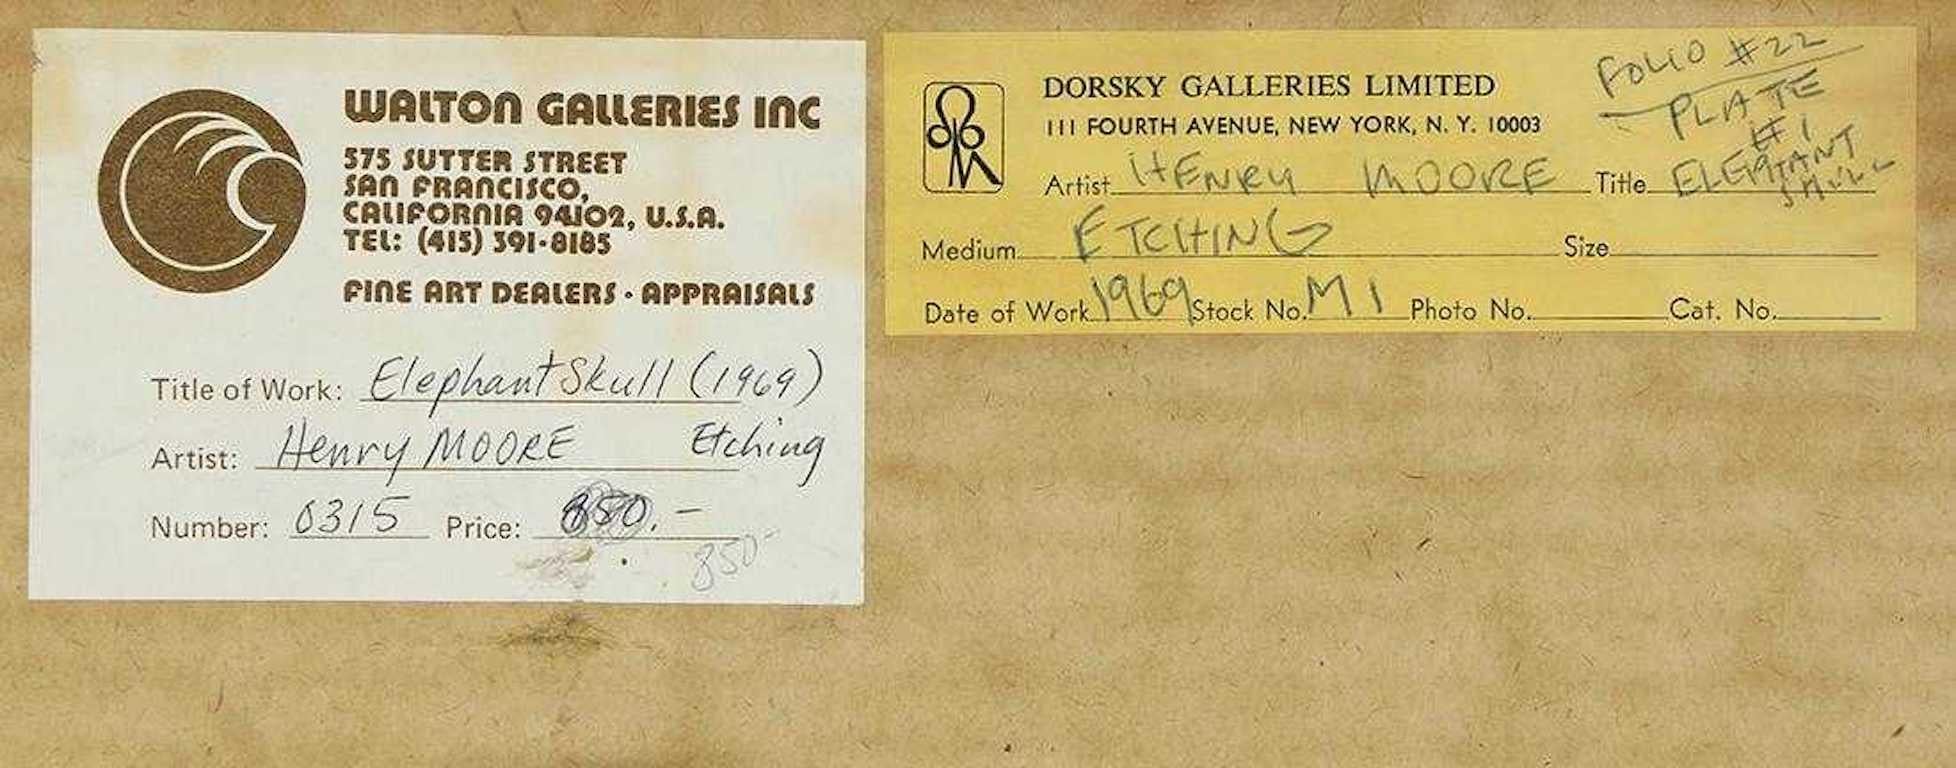 WALTON GALLERIES INC
575 SUTTER STREET
SAN FRANCISCO,
CALIFORNIA 94102, U.S.A.
TEL: (415) 391-8185
FINE ART DEALERS · APPRAISALS
Title of Work: Elephant Skull (1969)
Artist: Henry MOORE Etching
Number: 0315 Price: 850.-
850-
DORSKY GALLERIES LIMITED
111 FOURTH AVENUE, NEW YORK, N. Y. 10003
FOLIO #22
PLATE
#1
Artist HENRY MOORE Title ELEPHANT
SKULL
Medium ETCHING Size
Date of Work 1969 Stock No. M1 Photo No. Cat. No.